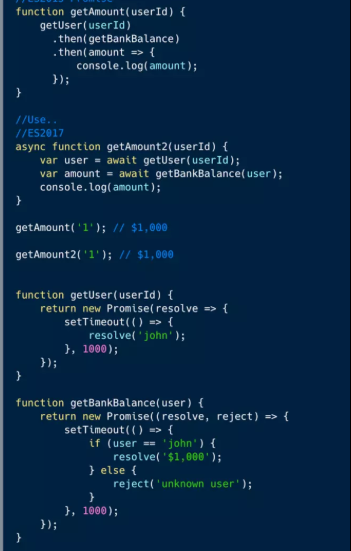 //ES2015 Promise
function getAmount(userId) {
    getUser(userId)
      .then(getBankBalance)
      .then(amount => {
          console.log(amount);
      });
}

//Use..
//ES2017
async function getAmount2(userId) {
    var user = await getUser(userId);
    var amount = await getBankBalance(user);
    console.log(amount);
}

getAmount('1'); // $1,000

getAmount2('1'); // $1,000

function getUser(userId) {
    return new Promise(resolve => {
        setTimeout(() => {
            resolve('john');
        }, 1000);
    });
}

function getBankBalance(user) {
    return new Promise((resolve, reject) => {
        setTimeout(() => {
            if (user == 'john') {
                resolve('$1,000');
            } else {
                reject('unknown user');
            }
        }, 1000);
    });
}